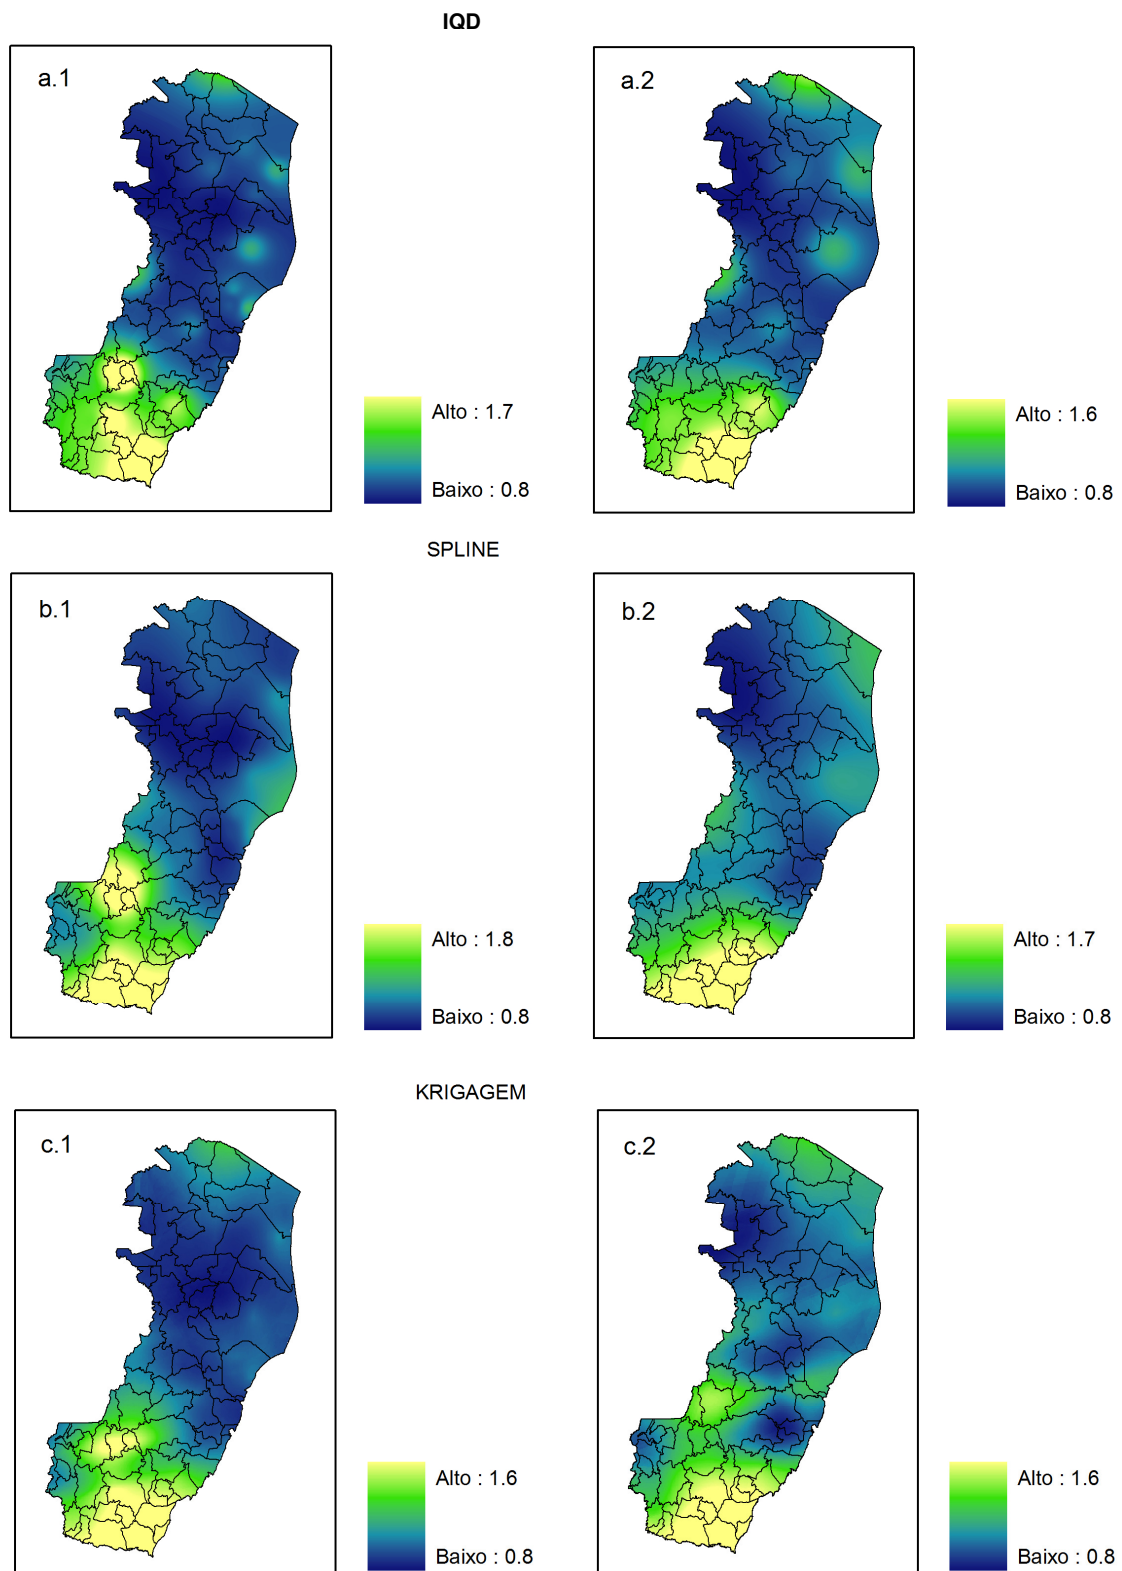 IQD
a.1
a.2
Alto : 1.7
Baixo : 0.8
Alto : 1.6
Baixo : 0.8
SPLINE
b.1
b.2
Alto : 1.8
Baixo : 0.8
Alto : 1.7
Baixo : 0.8
KRIGAGEM
c.1
c.2
Alto : 1.6
Baixo : 0.8
Alto : 1.6
Baixo : 0.8